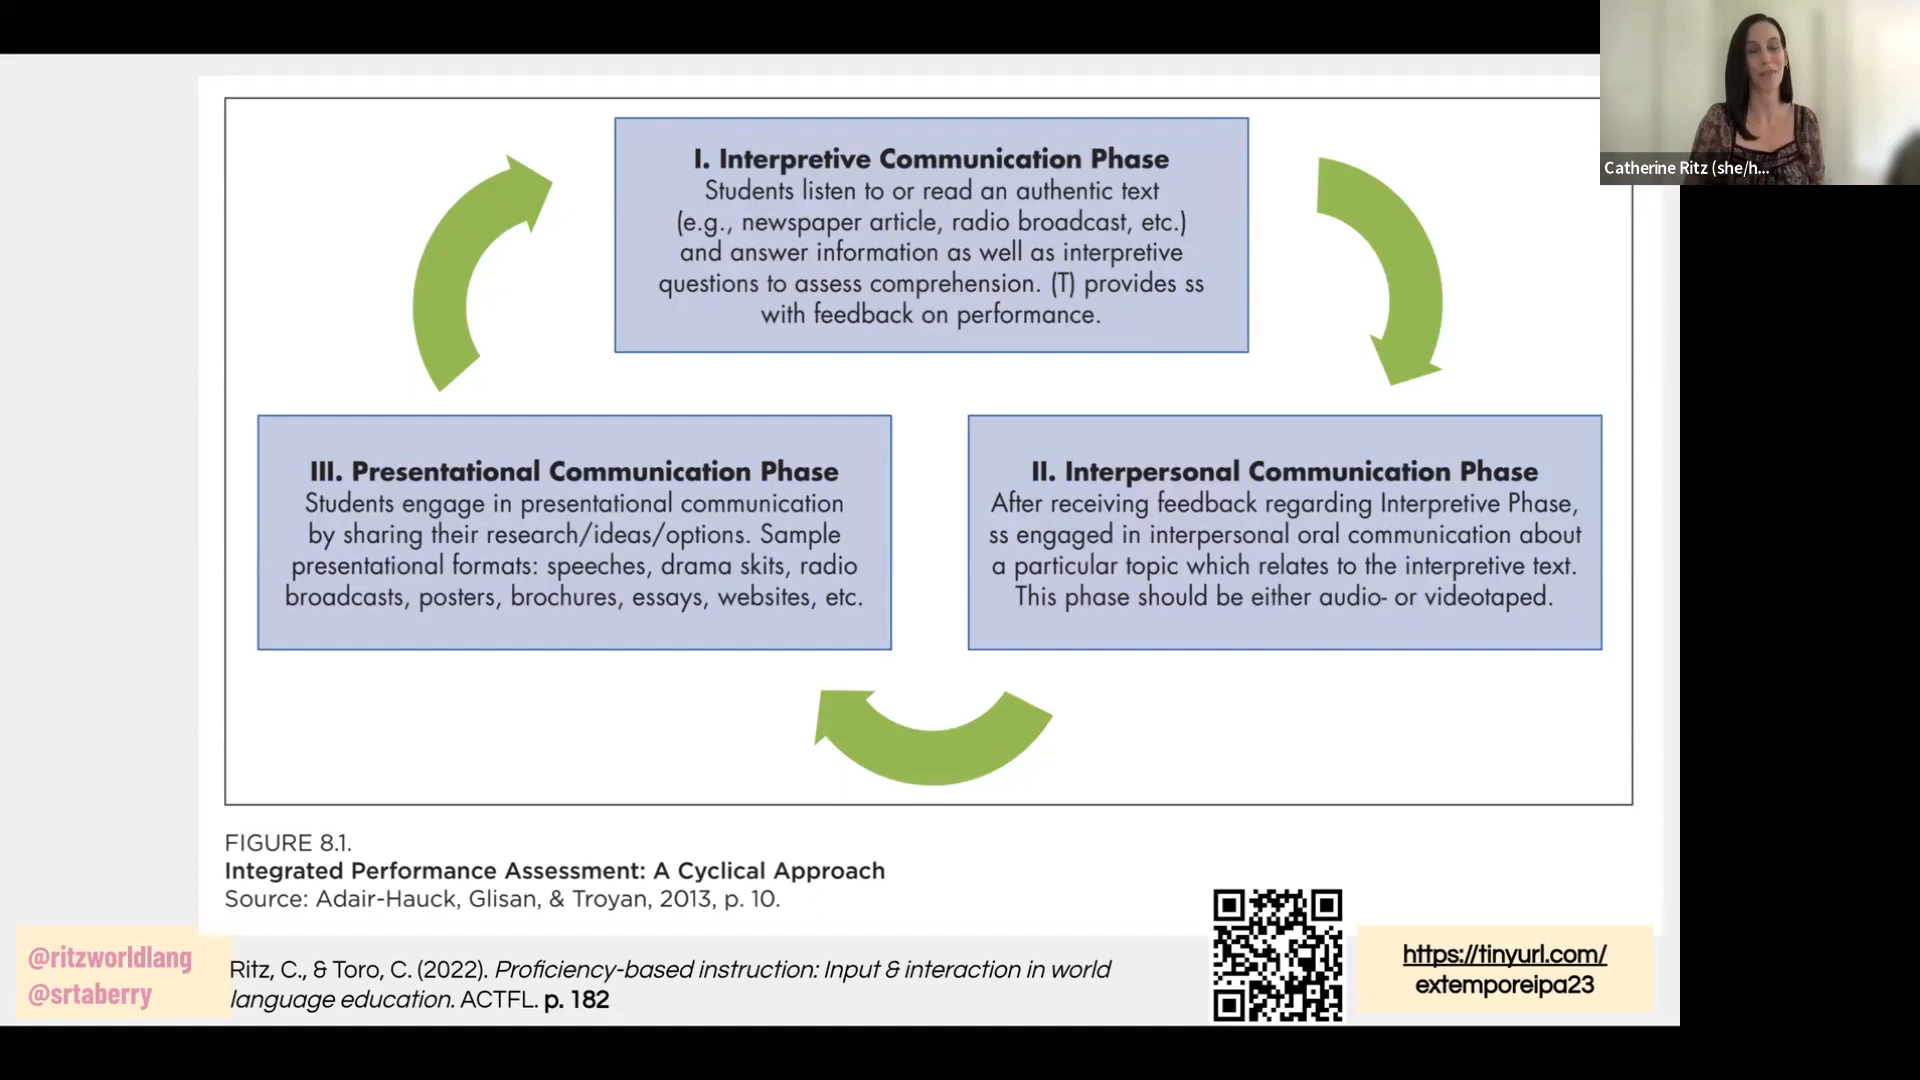 Catherine Ritz (she/h...
I. Interpretive Communication Phase
Students listen to or read an authentic text
(e.g., newspaper article, radio broadcast, etc.)
and answer information as well as interpretive
questions to assess comprehension. (T) provides ss
with feedback on performance.
II. Interpersonal Communication Phase
After receiving feedback regarding Interpretive Phase,
ss engaged in interpersonal oral communication about
a particular topic which relates to the interpretive text.
This phase should be either audio- or videotaped.
III. Presentational Communication Phase
Students engage in presentational communication
by sharing their research/ideas/options. Sample
presentational formats: speeches, drama skits, radio
broadcasts, posters, brochures, essays, websites, etc.
FIGURE 8.1.
Integrated Performance Assessment: A Cyclical Approach
Source: Adair-Hauck, Glisan, & Troyan, 2013, p. 10.
@ritzworldlang
@srtaberry
Ritz, C., & Toro, C. (2022). Proficiency-based instruction: Input & interaction in world
language education. ACTFL. p. 182
https://tinyurl.com/
extemporeipa23